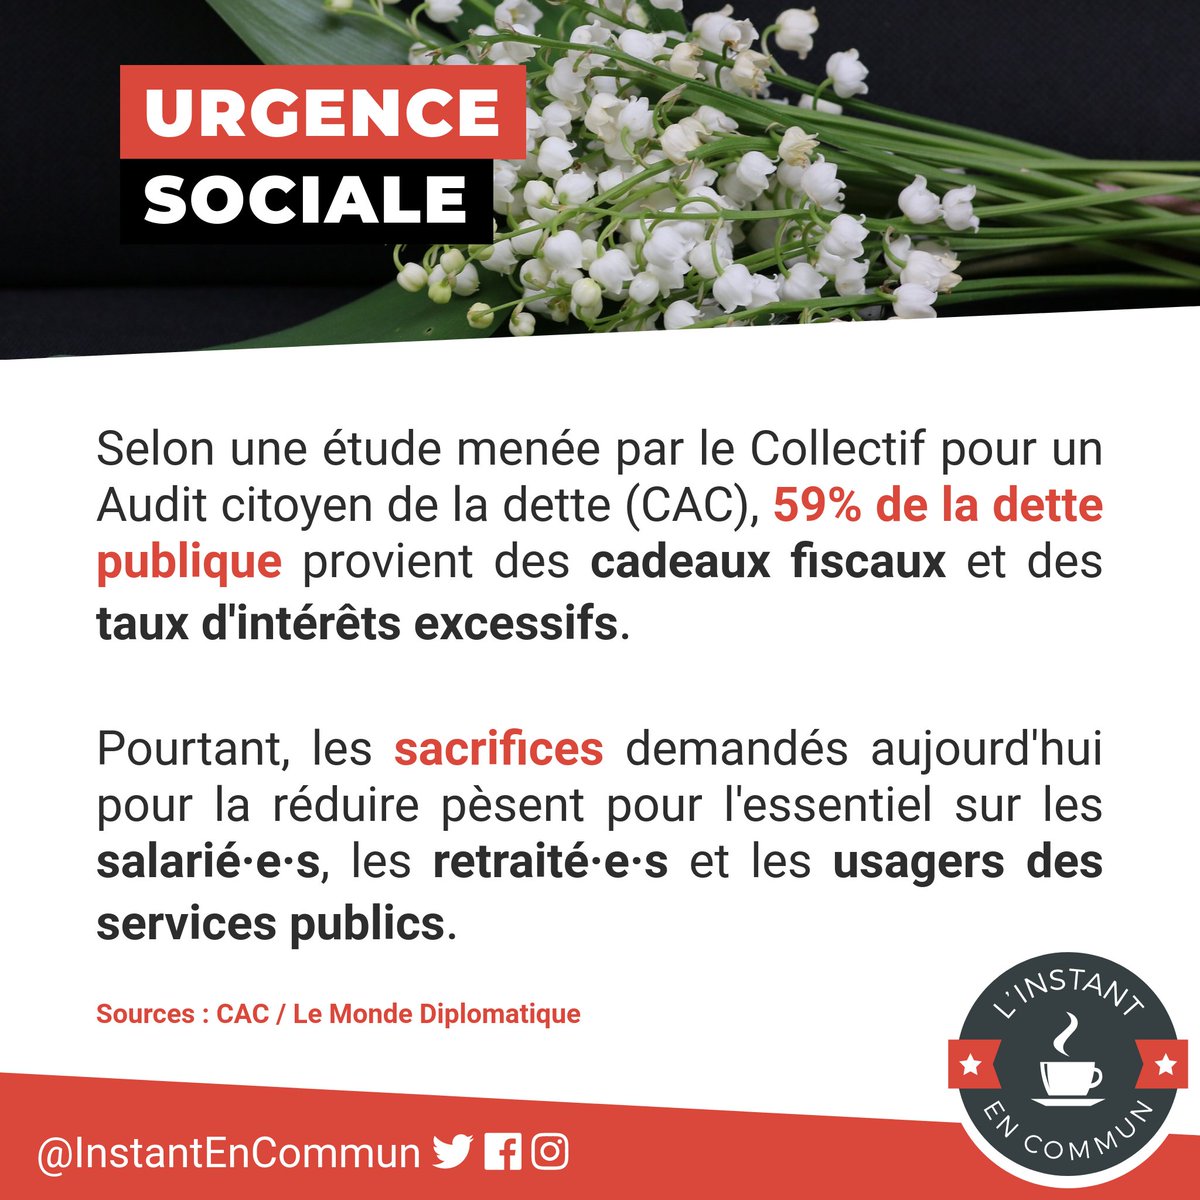 URGENCE
SOCIALE
Selon une étude menée par le Collectif pour un
Audit citoyen de la dette (CAC), 59% de la dette
publique provient des cadeaux fiscaux et des
taux d'intérêts excessifs.
Pourtant, les sacrifices demandés aujourd'hui
pour la réduire pèsent pour l'essentiel sur les
salarié·e·s, les retraité·e·s et les usagers des
services publics.
Sources : CAC / Le Monde Diplomatique
L'INSTANT
EN COMMUN
@InstantEnCommun